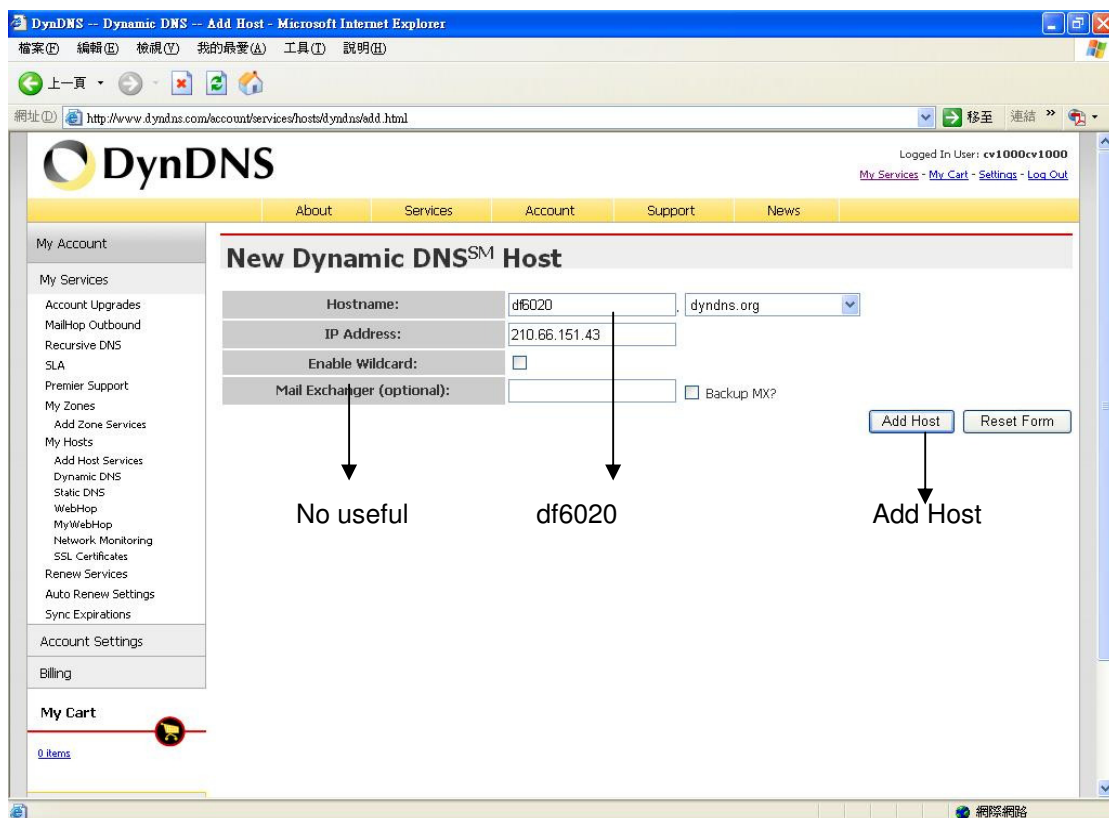 DynDNS -- Dynamic DNS -- Add Host - Microsoft Internet Explorer
檔案(F) 編輯(E) 檢視(V) 我的最愛(A) 工具(T) 說明(H)
上一頁
網址(D) http://www.dyndns.com/account/services/hosts/dyndns/add.html 移至 連結 »
DynDNS
Logged In User: cv1000cv1000
My Services - My Cart - Settings - Log Out
About Services Account Support News
My Account
My Services
Account Upgrades
MailHop Outbound
Recursive DNS
SLA
Premier Support
My Zones
Add Zone Services
My Hosts
Add Host Services
Dynamic DNS
Static DNS
WebHop
MyWebHop
Network Monitoring
SSL Certificates
Renew Services
Auto Renew Settings
Sync Expirations
Account Settings
Billing
My Cart
0 items
New Dynamic DNS℠ Host
Hostname: df6020 . dyndns.org
IP Address: 210.66.151.43
Enable Wildcard:
Mail Exchanger (optional): Backup MX?
Add Host Reset Form
No useful df6020 Add Host
網際網路